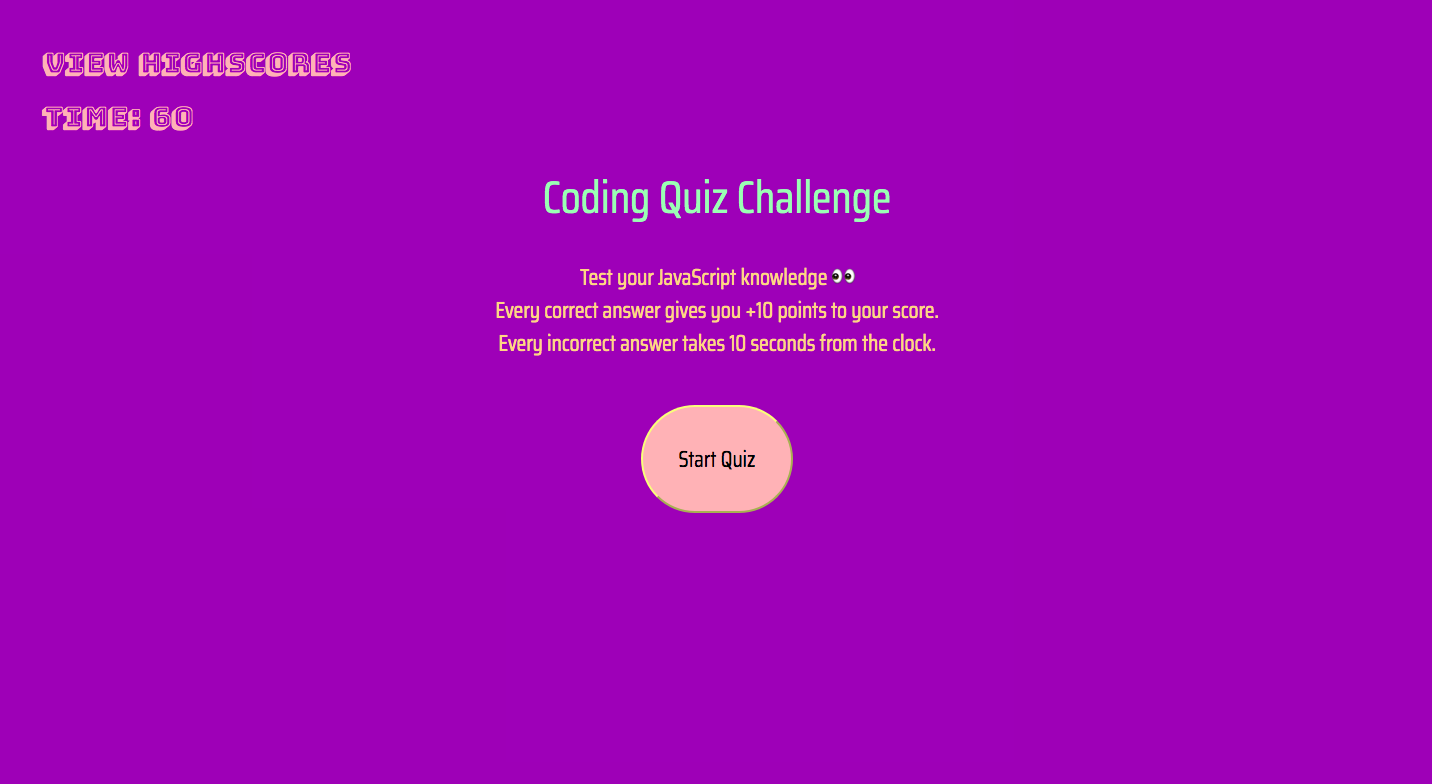 VIEW HIGHSCORES
TIME: 60
Coding Quiz Challenge
Test your JavaScript knowledge 👀
Every correct answer gives you +10 points to your score.
Every incorrect answer takes 10 seconds from the clock.
Start Quiz